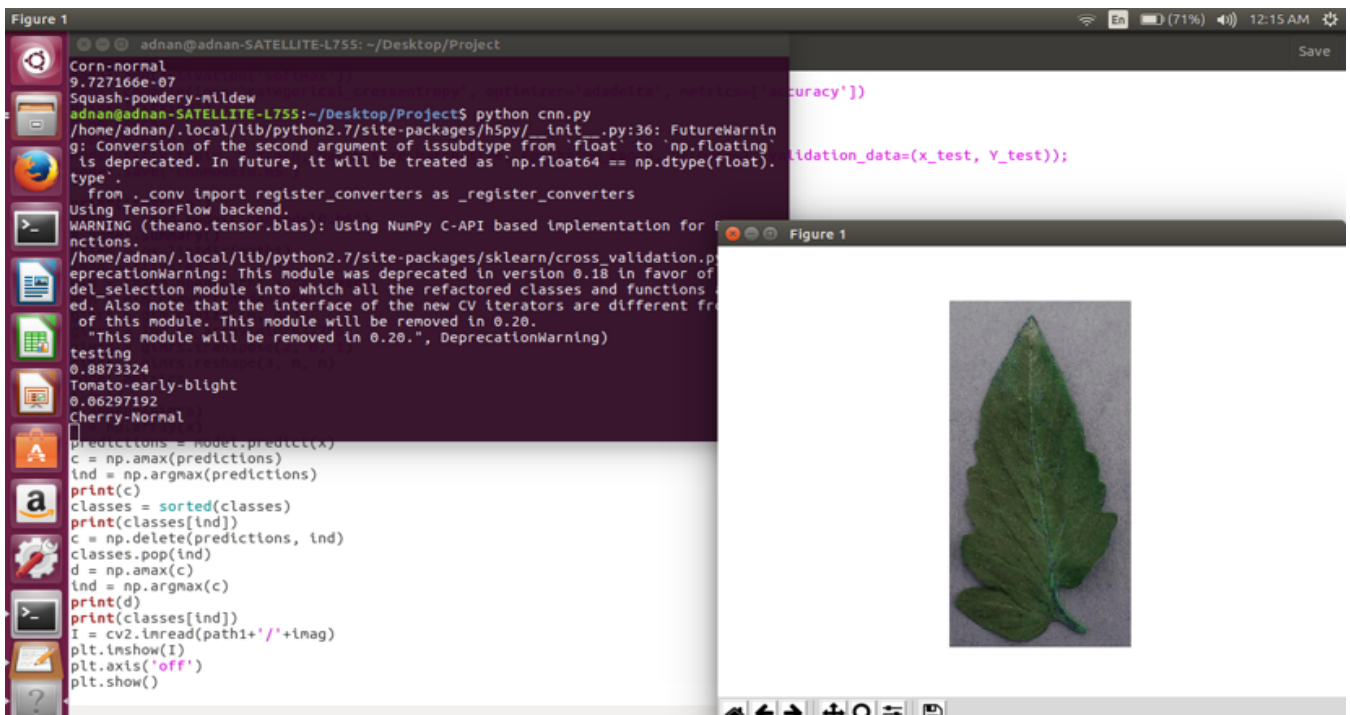 Figure 1
En (71%) 12:15 AM
adnan@adnan-SATELLITE-L755: ~/Desktop/Project
Save
Corn-normal
9.727166e-07
Squash-powdery-mildew
adnan@adnan-SATELLITE-L755:~/Desktop/Project$ python cnn.py
/home/adnan/.local/lib/python2.7/site-packages/h5py/__init__.py:36: FutureWarnin
g: Conversion of the second argument of issubdtype from `float` to `np.floating`
is deprecated. In future, it will be treated as `np.float64 == np.dtype(float).
type`.
from ._conv import register_converters as _register_converters
Using TensorFlow backend.
WARNING (theano.tensor.blas): Using NumPy C-API based implementation for
nctions.
/home/adnan/.local/lib/python2.7/site-packages/sklearn/cross_validation.py
eprecationWarning: This module was deprecated in version 0.18 in favor of
del_selection module into which all the refactored classes and functions
ed. Also note that the interface of the new CV iterators are different
of this module. This module will be removed in 0.20.
"This module will be removed in 0.20.", DeprecationWarning)
testing
0.8873324
Tomato-early-blight
0.06297192
Cherry-Normal
curacy'])
lidation_data=(x_test, Y_test));
predictions = model.predict(x)
c = np.amax(predictions)
ind = np.argmax(predictions)
print(c)
classes = sorted(classes)
print(classes[ind])
c = np.delete(predictions, ind)
classes.pop(ind)
d = np.amax(c)
ind = np.argmax(c)
print(d)
print(classes[ind])
I = cv2.imread(path1+'/'+imag)
plt.imshow(I)
plt.axis('off')
plt.show()
Figure 1